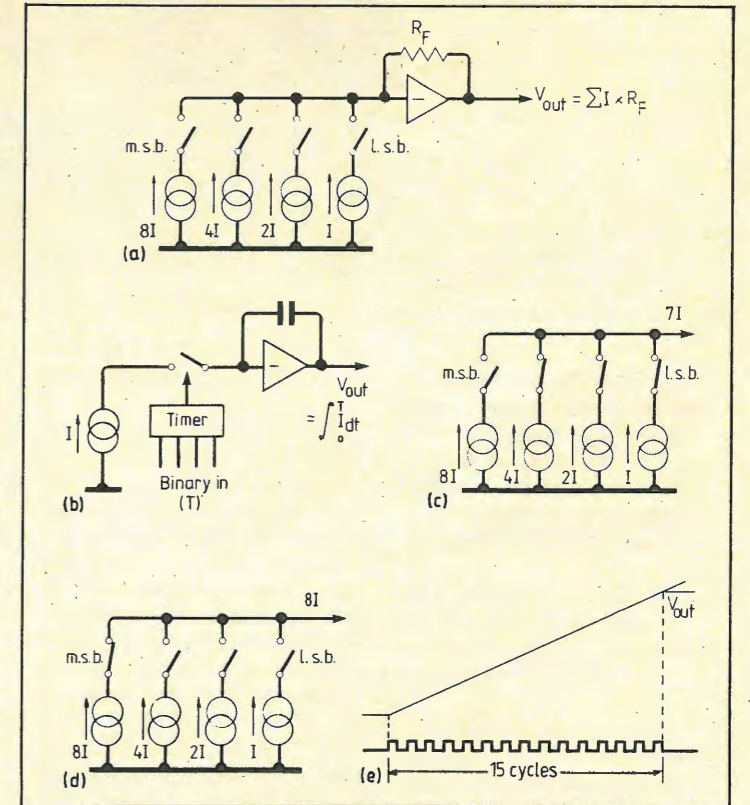 R_F
V_out = ΣI × R_F
m.s.b.
l.s.b.
8I 4I 2I I
(a)
I
Timer
Binary in
(T)
V_out
= ∫₀ᵀ I dt
(b)
7I
m.s.b.
l.s.b.
8I 4I 2I I
(c)
8I
m.s.b.
l.s.b.
8I 4I 2I I
(d)
V_out
15 cycles
(e)